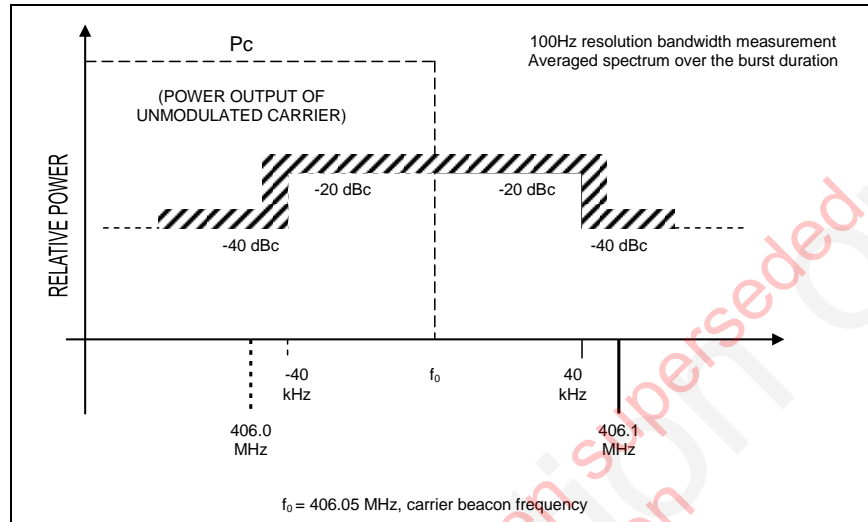 Pc
100Hz resolution bandwidth measurement
Averaged spectrum over the burst duration
(POWER OUTPUT OF
UNMODULATED CARRIER)
RELATIVE POWER
-20 dBc
-20 dBc
-40 dBc
-40 dBc
-40
kHz
f₀
40
kHz
406.0
MHz
406.1
MHz
f₀ = 406.05 MHz, carrier beacon frequency
superseded